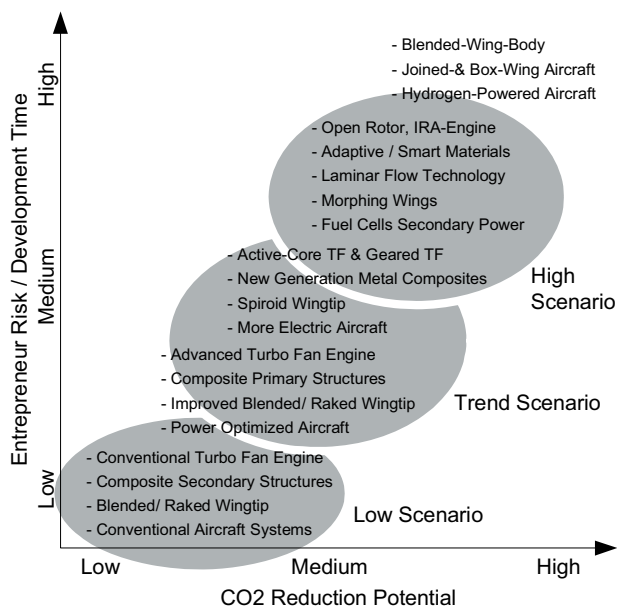 - Blended-Wing-Body
- Joined-& Box-Wing Aircraft
- Hydrogen-Powered Aircraft
- Open Rotor, IRA-Engine
- Adaptive / Smart Materials
- Laminar Flow Technology
- Morphing Wings
- Fuel Cells Secondary Power
- Active-Core TF & Geared TF
- New Generation Metal Composites
- Spiroid Wingtip
- More Electric Aircraft
- Advanced Turbo Fan Engine
- Composite Primary Structures
- Improved Blended/ Raked Wingtip
- Power Optimized Aircraft
- Conventional Turbo Fan Engine
- Composite Secondary Structures
- Blended/ Raked Wingtip
- Conventional Aircraft Systems
High
Scenario
Trend Scenario
Low Scenario
Entrepreneur Risk / Development Time
High
Medium
Low
Low Medium High
CO2 Reduction Potential